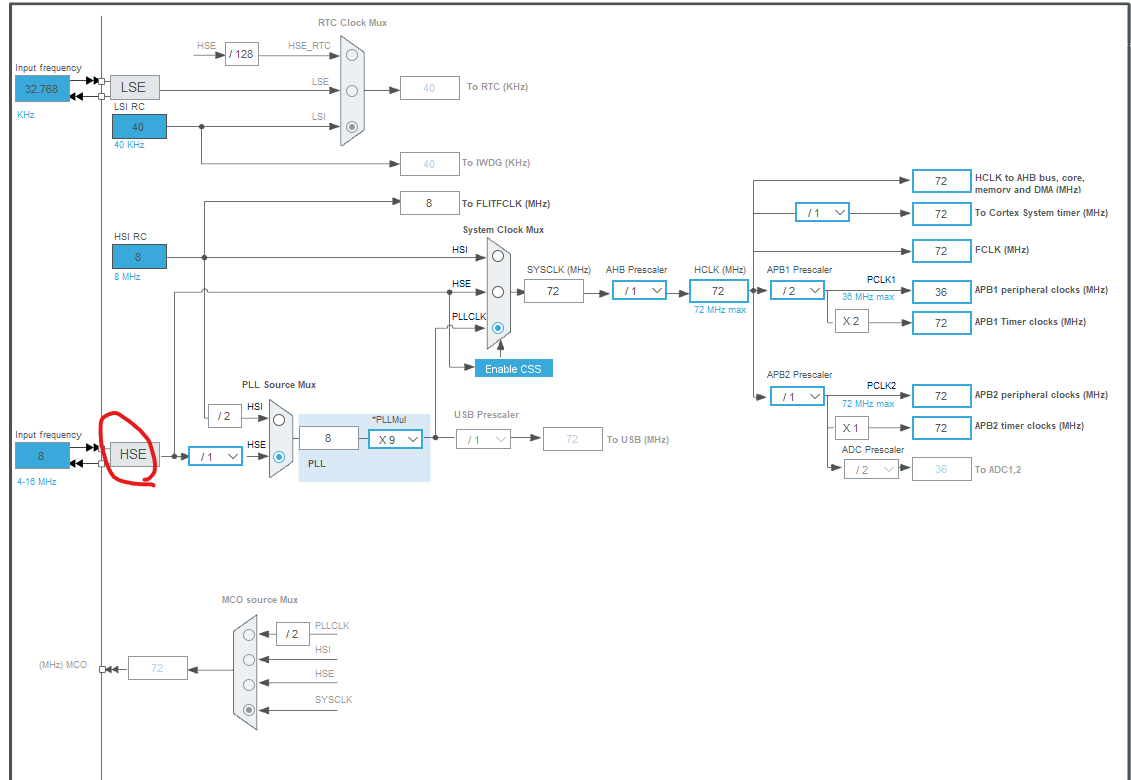 RTC Clock Mux
HSE
/ 128
HSE_RTC
Input frequency
32.768
KHz
LSE
LSE
40
To RTC (KHz)
LSI RC
40
40 KHz
LSI
40
To IWDG (KHz)
8
To FLITFCLK (MHz)
System Clock Mux
HSI RC
8
8 MHz
HSI
HSE
PLLCLK
Enable CSS
SYSCLK (MHz)
72
AHB Prescaler
/ 1
HCLK (MHz)
72
72 MHz max
72
HCLK to AHB bus, core,
memory and DMA (MHz)
/ 1
72
To Cortex System timer (MHz)
72
FCLK (MHz)
APB1 Prescaler
/ 2
PCLK1
36 MHz max
36
APB1 peripheral clocks (MHz)
X 2
72
APB1 Timer clocks (MHz)
APB2 Prescaler
/ 1
PCLK2
72 MHz max
72
APB2 peripheral clocks (MHz)
X 1
72
APB2 timer clocks (MHz)
ADC Prescaler
/ 2
36
To ADC1,2
PLL Source Mux
/ 2
HSI
Input frequency
8
4-16 MHz
HSE
/ 1
HSE
8
*PLLMul
X 9
PLL
USB Prescaler
/ 1
72
To USB (MHz)
MCO source Mux
(MHz) MCO
72
/ 2
PLLCLK
HSI
HSE
SYSCLK